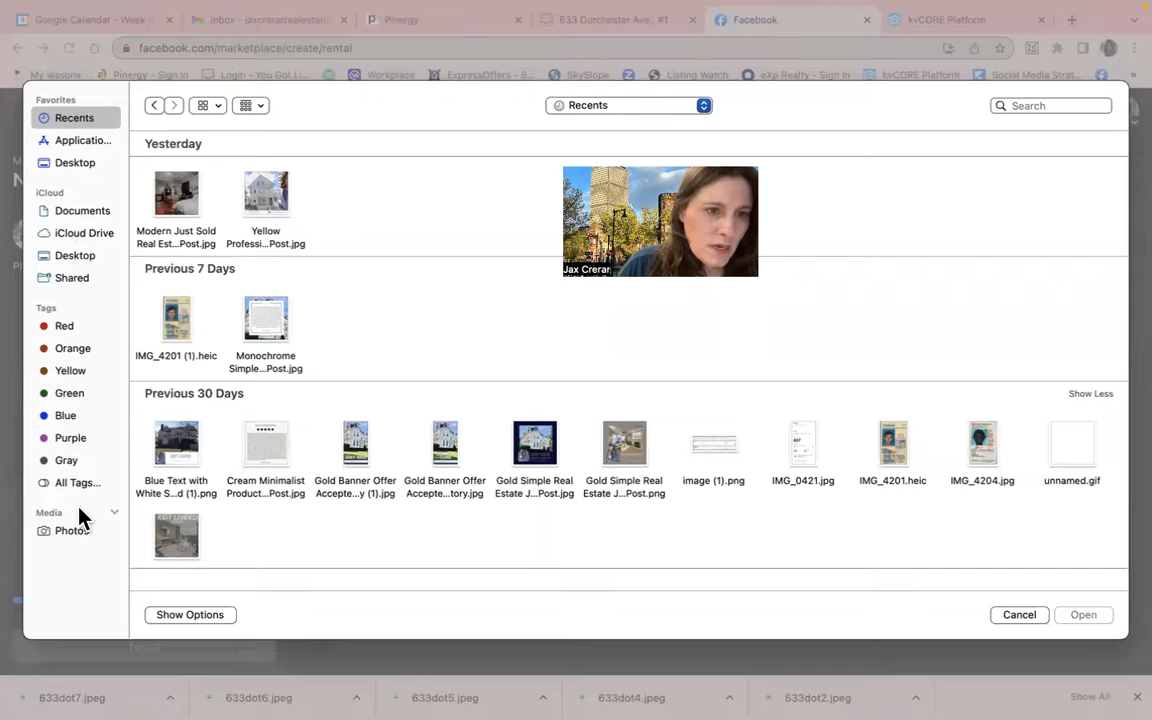 Google Calendar - Week
Inbox - jaxcrerarrealestate
Pinergy
633 Dorchester Ave., #1
Facebook
kvCORE Platform
facebook.com/marketplace/create/rental
My lessons
Pinergy - Sign In
Login - You Got Li...
Workplace
ExpressOffers - B...
SkySlope
Listing Watch
eXp Realty - Sign in
kvCORE Platform
Social Media Strat...
Favorites
Recents
Applicatio...
Desktop
iCloud
Documents
iCloud Drive
Desktop
Shared
Tags
Red
Orange
Yellow
Green
Blue
Purple
Gray
All Tags...
Media
Photos
Recents
Search
Yesterday
Modern Just Sold
Real Est...Post.jpg
Yellow
Professi...Post.jpg
Jax Crerar
Previous 7 Days
IMG_4201 (1).heic
Monochrome
Simple...Post.jpg
Previous 30 Days
Show Less
Blue Text with
White S...d (1).png
Cream Minimalist
Product...Post.jpg
Gold Banner Offer
Accepte...y (1).jpg
Gold Banner Offer
Accepte...tory.jpg
Gold Simple Real
Estate J...Post.jpg
Gold Simple Real
Estate J...Post.png
image (1).png
IMG_0421.jpg
IMG_4201.heic
IMG_4204.jpg
unnamed.gif
Show Options
Cancel
Open
633dot7.jpeg
633dot6.jpeg
633dot5.jpeg
633dot4.jpeg
633dot2.jpeg
Show All